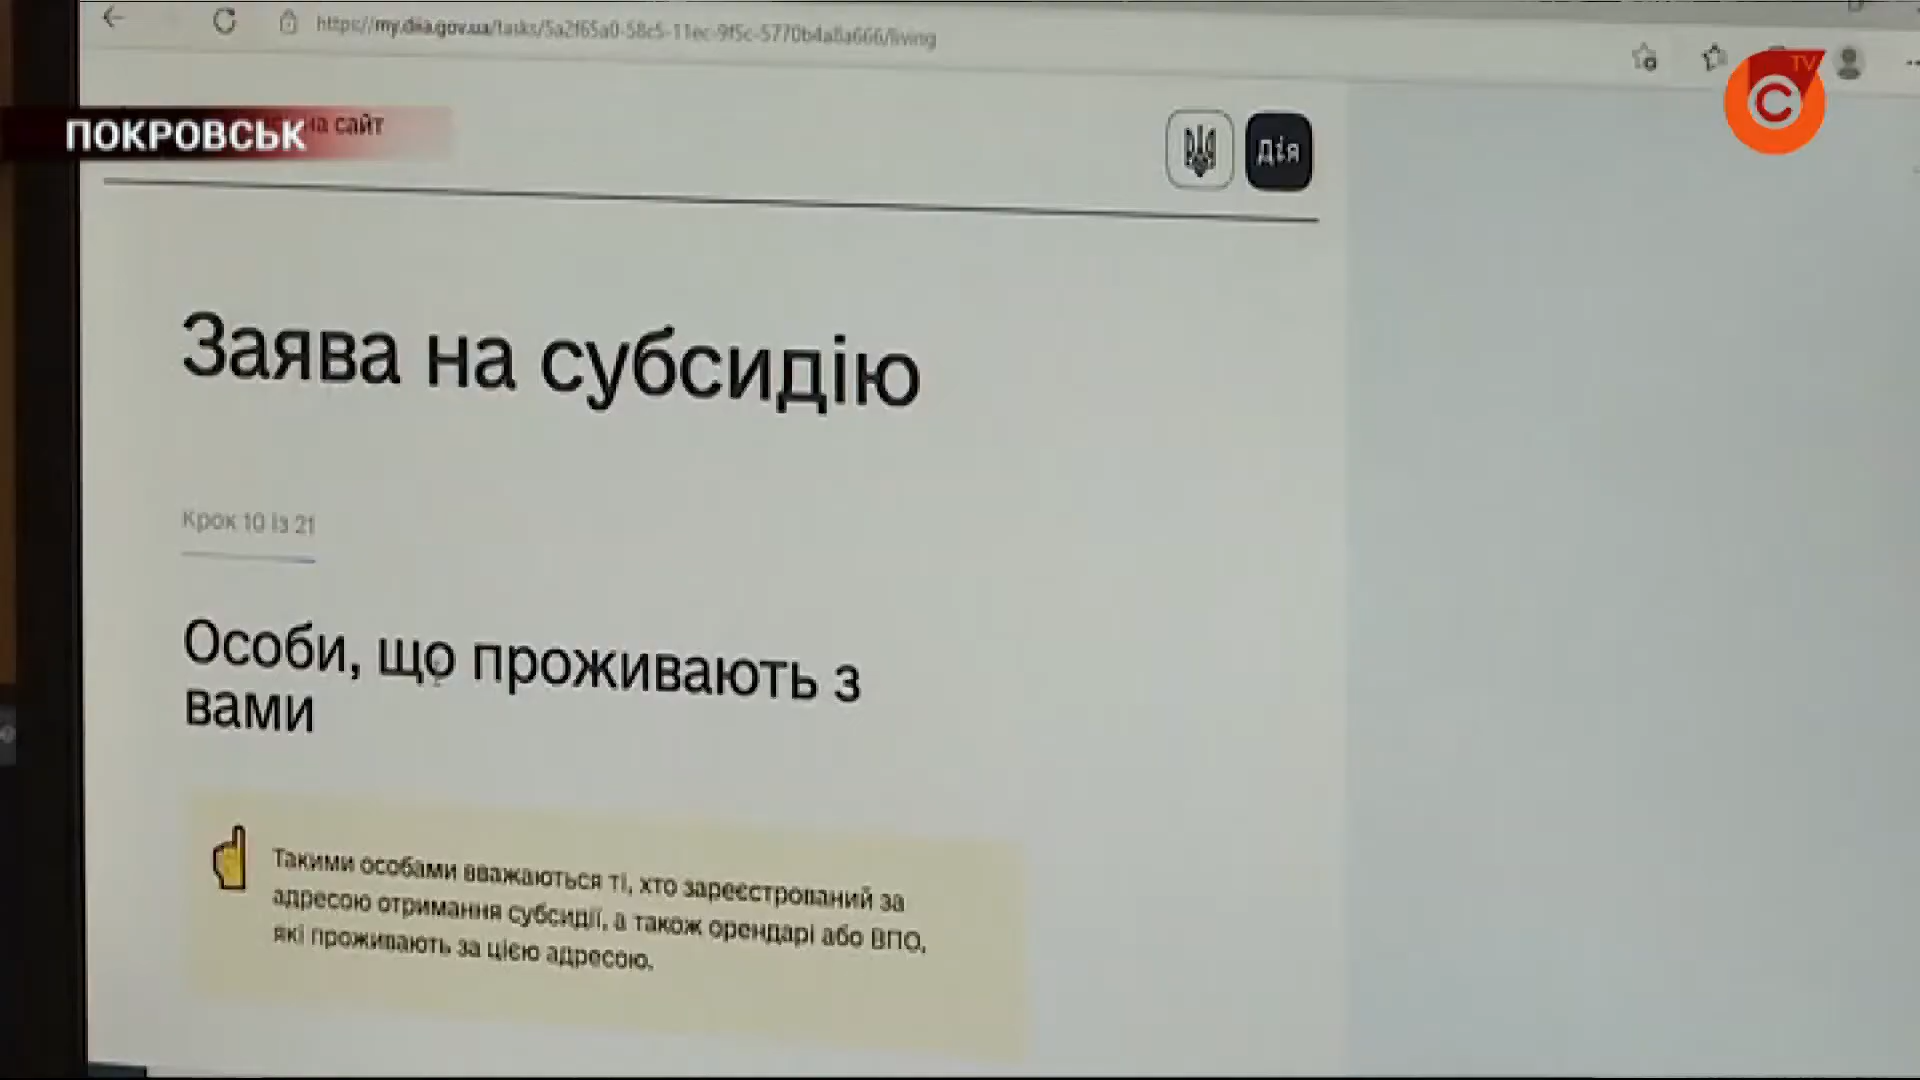 https://my.diia.gov.ua/tasks/5a2f65a0-58c5-11ec-9f5c-5770b4a8a666/living
TV
ПОКРОВСЬК
на сайт
Дія
Заява на субсидію
Крок 10 із 21
Особи, що проживають з
вами
Такими особами вважаються ті, хто зареєстрований за
адресою отримання субсидії, а також орендарі або ВПО,
які проживають за цією адресою.